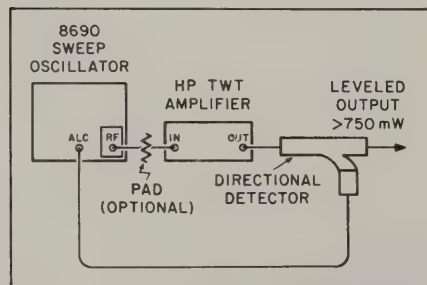 8690
SWEEP
OSCILLATOR
HP TWT
AMPLIFIER
LEVELED
OUTPUT
>750 mW
ALC
RF
IN
OUT
PAD
(OPTIONAL)
DIRECTIONAL
DETECTOR